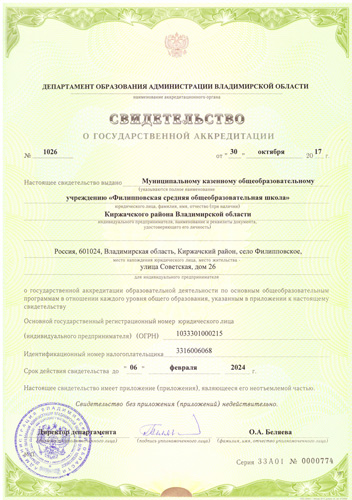 ДЕПАРТАМЕНТ ОБРАЗОВАНИЯ АДМИНИСТРАЦИИ ВЛАДИМИРСКОЙ ОБЛАСТИ
наименование аккредитационного органа
СВИДЕТЕЛЬСТВО
О ГОСУДАРСТВЕННОЙ АККРЕДИТАЦИИ
№ 1026 от « 30 » октября 2017 г.
Настоящее свидетельство выдано Муниципальному казенному общеобразовательному
(указывается полное наименование
учреждению «Филипповская средняя общеобразовательная школа»
юридического лица, фамилия, имя, отчество (при наличии)
Киржачского района Владимирской области
индивидуального предпринимателя, наименование и реквизиты документа,
удостоверяющего его личность)
Россия, 601024, Владимирская область, Киржачский район, село Филипповское,
место нахождения юридического лица, место жительства
улица Советская, дом 26
для индивидуального предпринимателя
о государственной аккредитации образовательной деятельности по основным общеобразовательным
программам в отношении каждого уровня общего образования, указанным в приложении к настоящему
свидетельству
Основной государственный регистрационный номер юридического лица
(индивидуального предпринимателя) (ОГРН) 1033301000215
Идентификационный номер налогоплательщика 3316006068
Срок действия свидетельства до « 06 » февраля 2024 г.
Настоящее свидетельство имеет приложение (приложения), являющееся его неотъемлемой частью.
Свидетельство без приложения (приложений) недействительно.
Директор департамента О.А. Беляева
(подпись уполномоченного лица) (фамилия, имя, отчество уполномоченного лица)
Серия 33А01 № 0000774